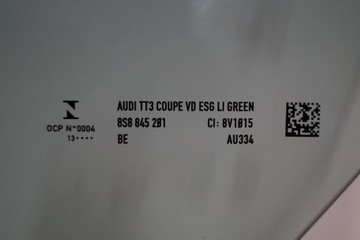 AUDI TT3 COUPE VD ESG LI GREEN
8S8 845 201 CI: 8V1015
BE AU334
OCP N°0004
13····